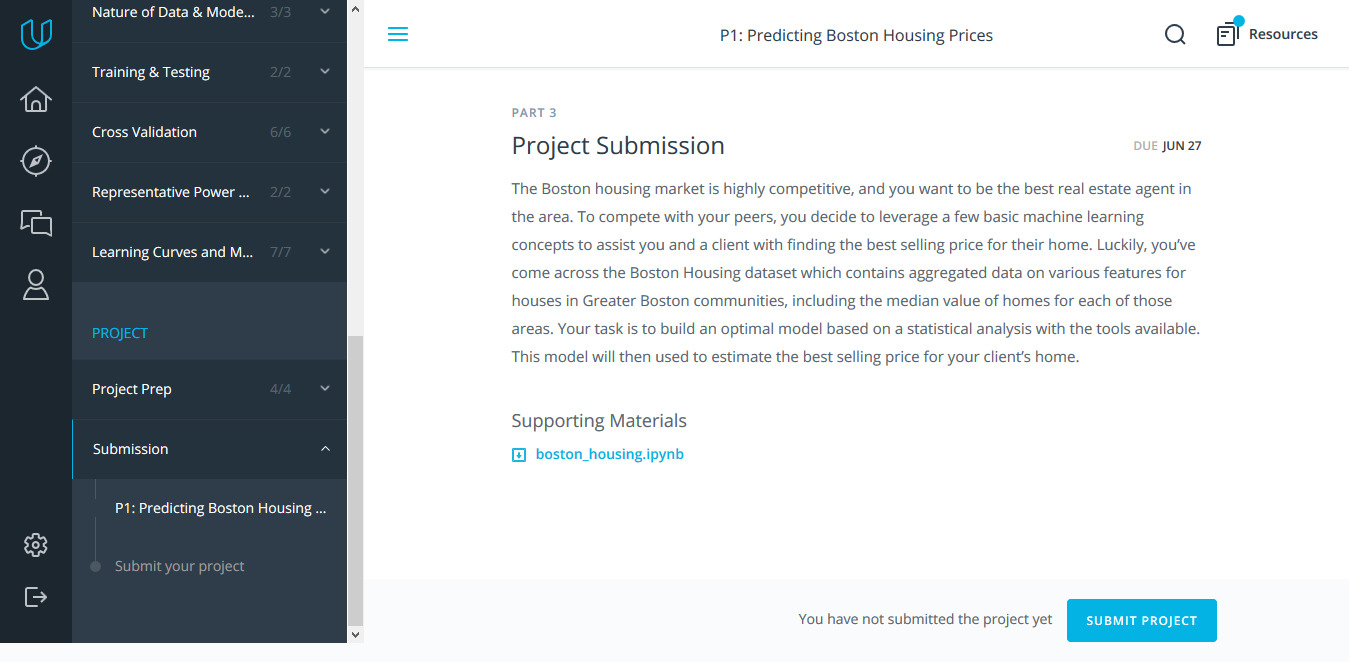 Nature of Data & Mode... 3/3
Training & Testing 2/2
Cross Validation 6/6
Representative Power ... 2/2
Learning Curves and M... 7/7
PROJECT
Project Prep 4/4
Submission
P1: Predicting Boston Housing ...
Submit your project
P1: Predicting Boston Housing Prices
Resources
PART 3
Project Submission
DUE JUN 27
The Boston housing market is highly competitive, and you want to be the best real estate agent in
the area. To compete with your peers, you decide to leverage a few basic machine learning
concepts to assist you and a client with finding the best selling price for their home. Luckily, you’ve
come across the Boston Housing dataset which contains aggregated data on various features for
houses in Greater Boston communities, including the median value of homes for each of those
areas. Your task is to build an optimal model based on a statistical analysis with the tools available.
This model will then used to estimate the best selling price for your client’s home.
Supporting Materials
boston_housing.ipynb
You have not submitted the project yet
SUBMIT PROJECT